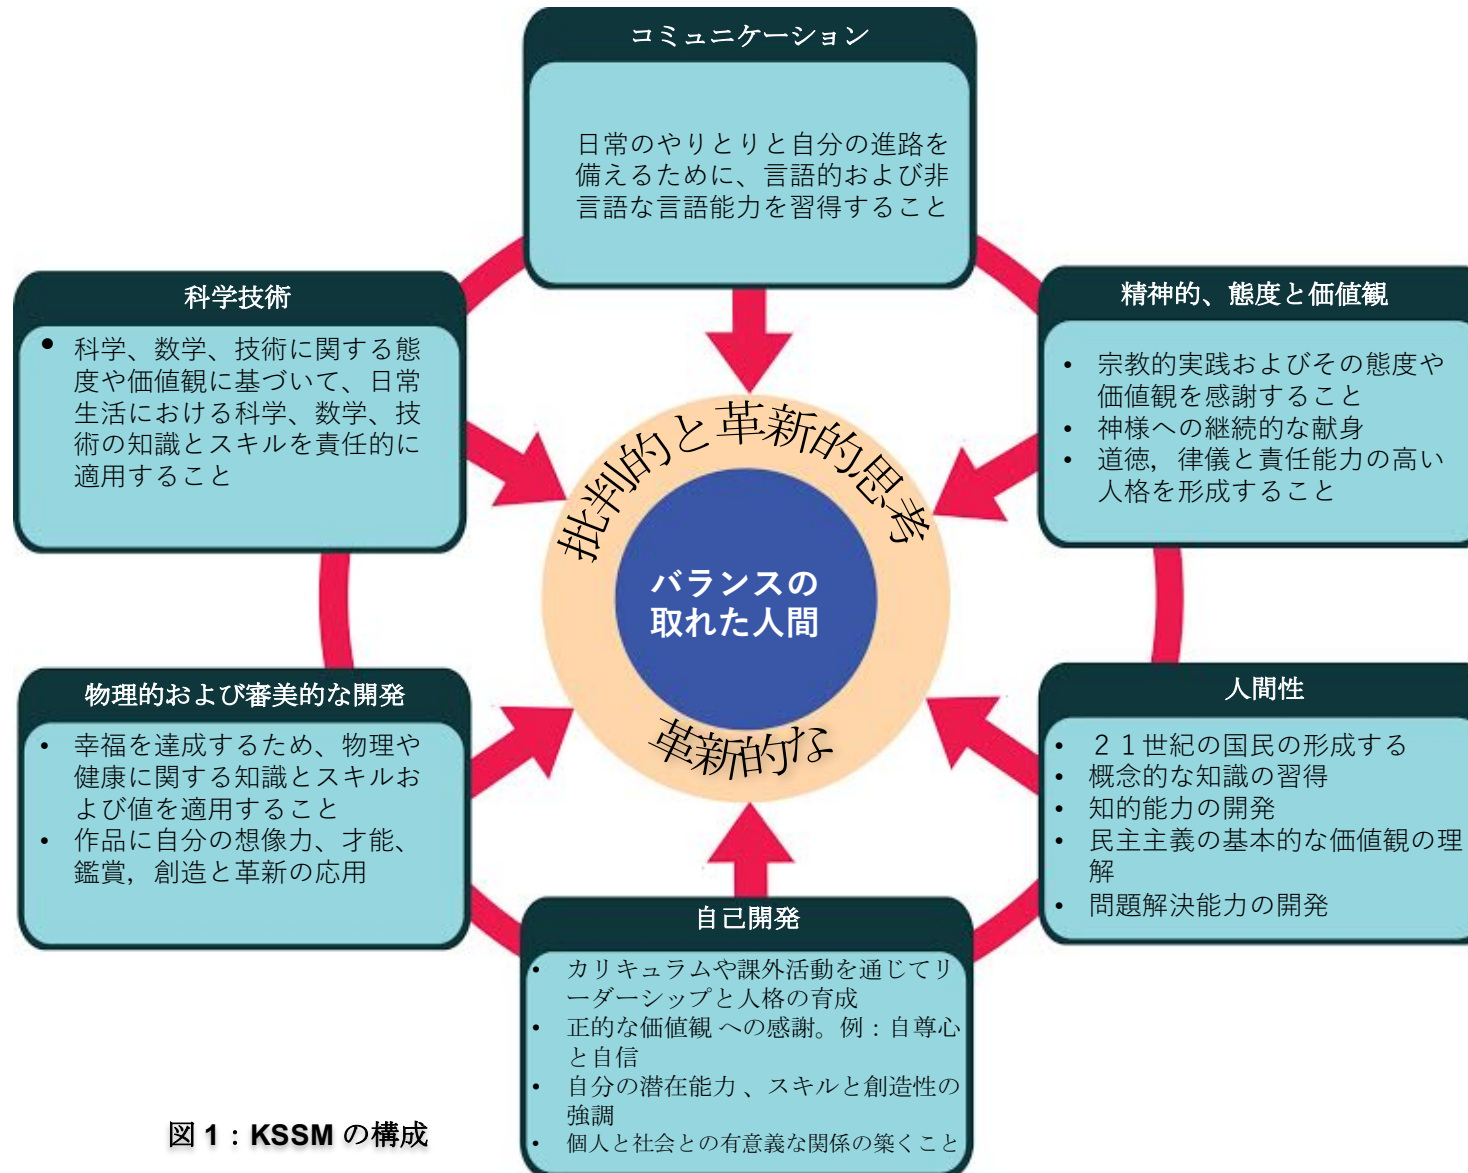 コミュニケーション
日常のやりとりと自分の進路を
備えるために、言語的および非
言語な言語能力を習得すること
科学技術
• 科学、数学、技術に関する態
度や価値観に基づいて、日常
生活における科学、数学、技
術の知識とスキルを責任的に
適用すること
精神的、態度と価値観
• 宗教的実践およびその態度や
価値観を感謝すること
• 神様への継続的な献身
• 道徳，律儀と責任能力の高い
人格を形成すること
批判的と革新的思考
バランスの
取れた人間
革新的な
物理的および審美的な開発
• 幸福を達成するため、物理や
健康に関する知識とスキルお
よび値を適用すること
• 作品に自分の想像力、才能、
鑑賞，創造と革新の応用
人間性
• ２１世紀の国民の形成する
• 概念的な知識の習得
• 知的能力の開発
• 民主主義の基本的な価値観の理
解
• 問題解決能力の開発
自己開発
• カリキュラムや課外活動を通じてリ
ーダーシップと人格の育成
• 正的な価値観 への感謝。例：自尊心
と自信
• 自分の潜在能力 、スキルと創造性の
強調
• 個人と社会との有意義な関係の築くこと
図 1：KSSM の構成